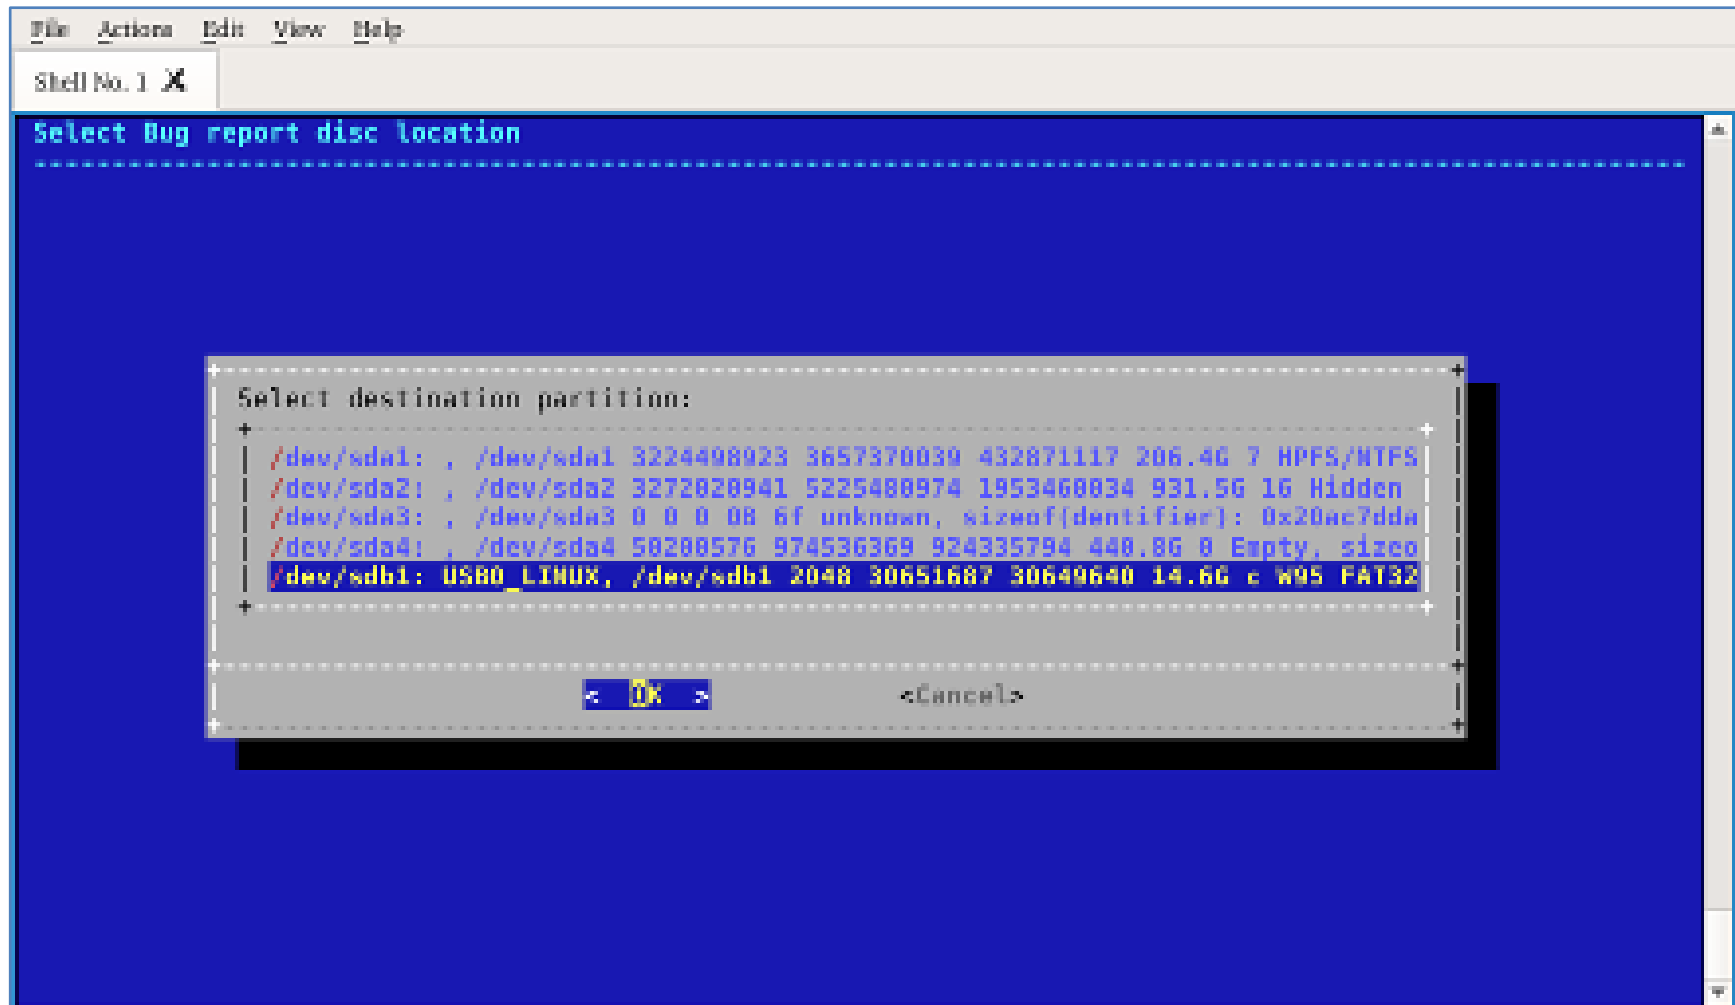 File Actions Edit View Help
Shell No. 1
Select Bug report disc location
Select destination partition:
/dev/sda1: , /dev/sda1 3224498923 3657370039 432871117 206.4G 7 HPFS/NTFS
/dev/sda2: , /dev/sda2 3272020941 5225480974 1953460034 931.5G 16 Hidden
/dev/sda3: , /dev/sda3 0 0 0 0B 6f unknown, sizeof(dentifier): 0x20ac7dda
/dev/sda4: , /dev/sda4 50200576 974536369 924335794 440.8G 0 Empty, sizeo
/dev/sdb1: USBO_LINUX, /dev/sdb1 2048 30651687 30649640 14.6G c W95 FAT32
< OK > <Cancel>